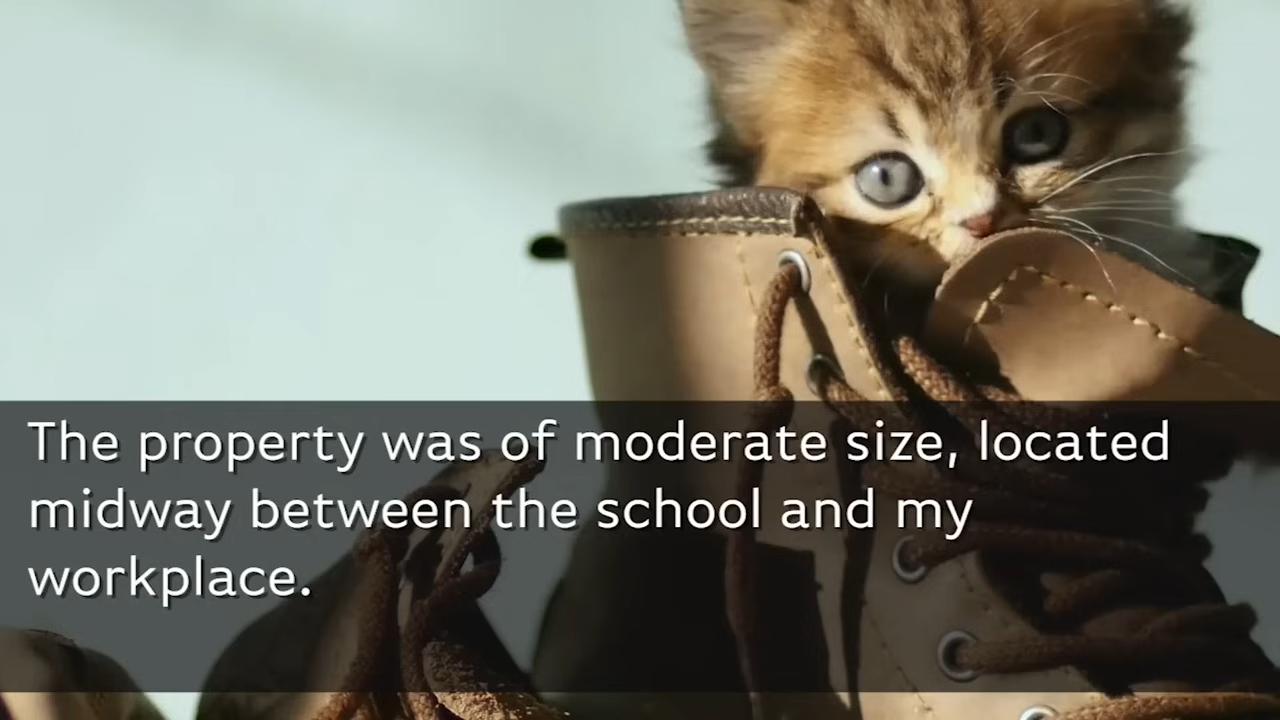 The property was of moderate size, located
midway between the school and my
workplace.